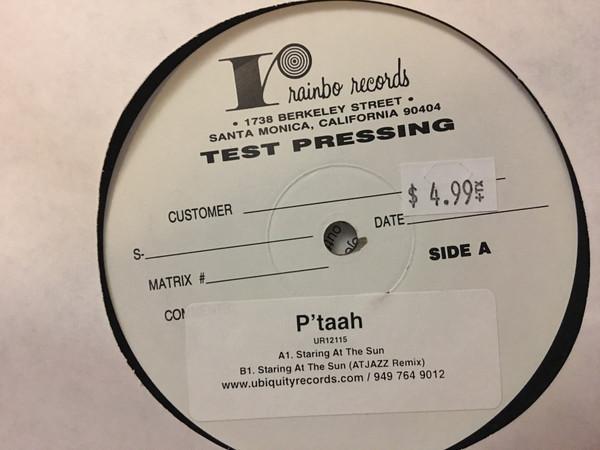 r
rainbo records
• 1738 BERKELEY STREET •
SANTA MONICA, CALIFORNIA 90404
TEST PRESSING
$ 4.99
CUSTOMER
DATE
S-
SIDE A
MATRIX #
P'taah
UR12115
A1. Staring At The Sun
B1. Staring At The Sun (ATJAZZ Remix)
www.ubiquityrecords.com / 949 764 9012